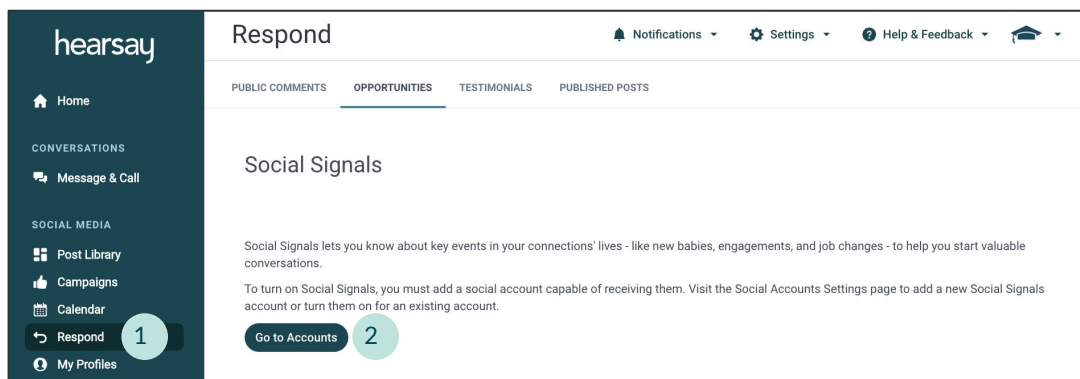 hearsay
Respond
Notifications
Settings
Help & Feedback
Home
CONVERSATIONS
Message & Call
SOCIAL MEDIA
Post Library
Campaigns
Calendar
Respond
1
My Profiles
PUBLIC COMMENTS
OPPORTUNITIES
TESTIMONIALS
PUBLISHED POSTS
Social Signals
Social Signals lets you know about key events in your connections' lives - like new babies, engagements, and job changes - to help you start valuable
conversations.
To turn on Social Signals, you must add a social account capable of receiving them. Visit the Social Accounts Settings page to add a new Social Signals
account or turn them on for an existing account.
Go to Accounts
2